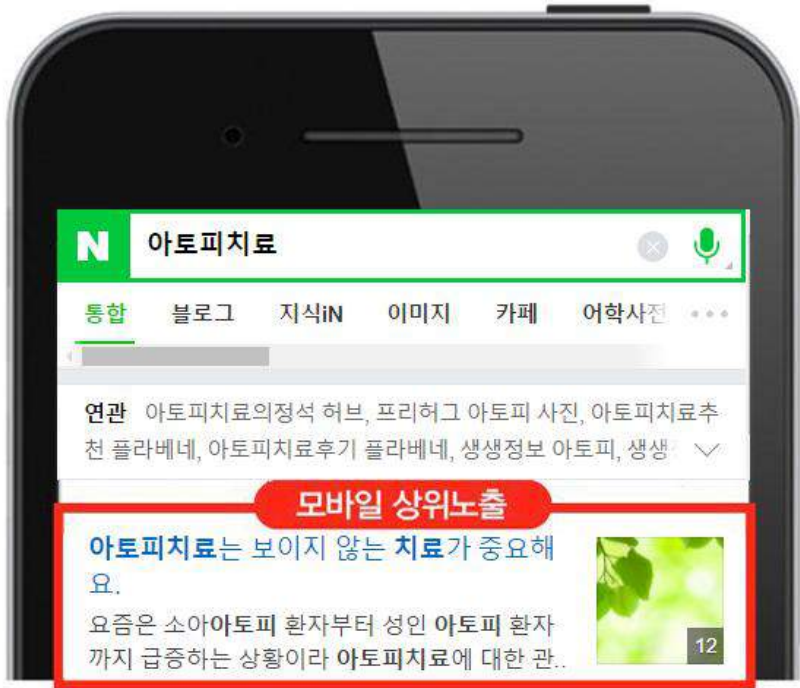 N 아토피치료
통합 블로그 지식iN 이미지 카페 어학사전
연관 아토피치료의정석 허브, 프리허그 아토피 사진, 아토피치료추
천 플라베네, 아토피치료후기 플라베네, 생생정보 아토피, 생생
모바일 상위노출
아토피치료는 보이지 않는 치료가 중요해
요.
요즘은 소아아토피 환자부터 성인 아토피 환자
까지 급증하는 상황이라 아토피치료에 대한 관..
12